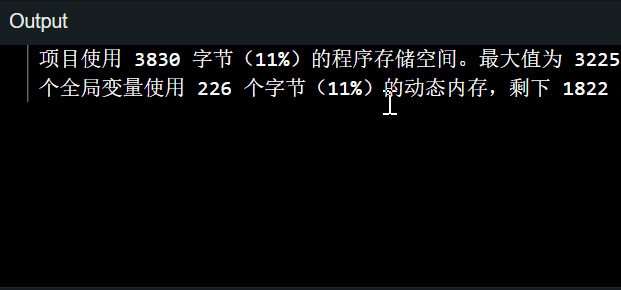 Output
项目使用 3830 字节（11%）的程序存储空间。最大值为 3225
个全局变量使用 226 个字节（11%）的动态内存，剩下 1822